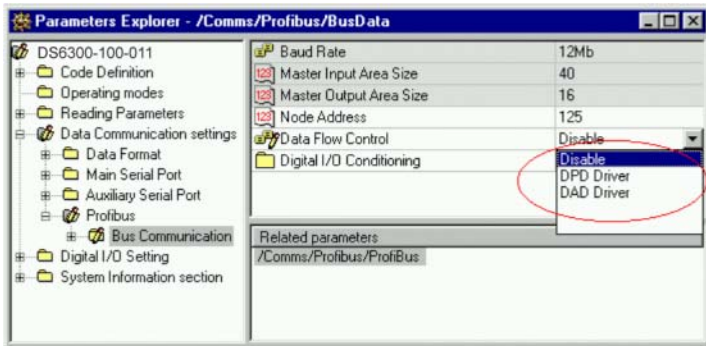 Parameters Explorer - /Comms/Profibus/BusData
DS6300-100-011
Code Definition
Operating modes
Reading Parameters
Data Communication settings
Data Format
Main Serial Port
Auxiliary Serial Port
Profibus
Bus Communication
Digital I/O Setting
System Information section
Baud Rate 12Mb
123 Master Input Area Size 40
123 Master Output Area Size 16
123 Node Address 125
Data Flow Control Disable
Digital I/O Conditioning
Disable
DPD Driver
DAD Driver
Related parameters
/Comms/Profibus/ProfiBus